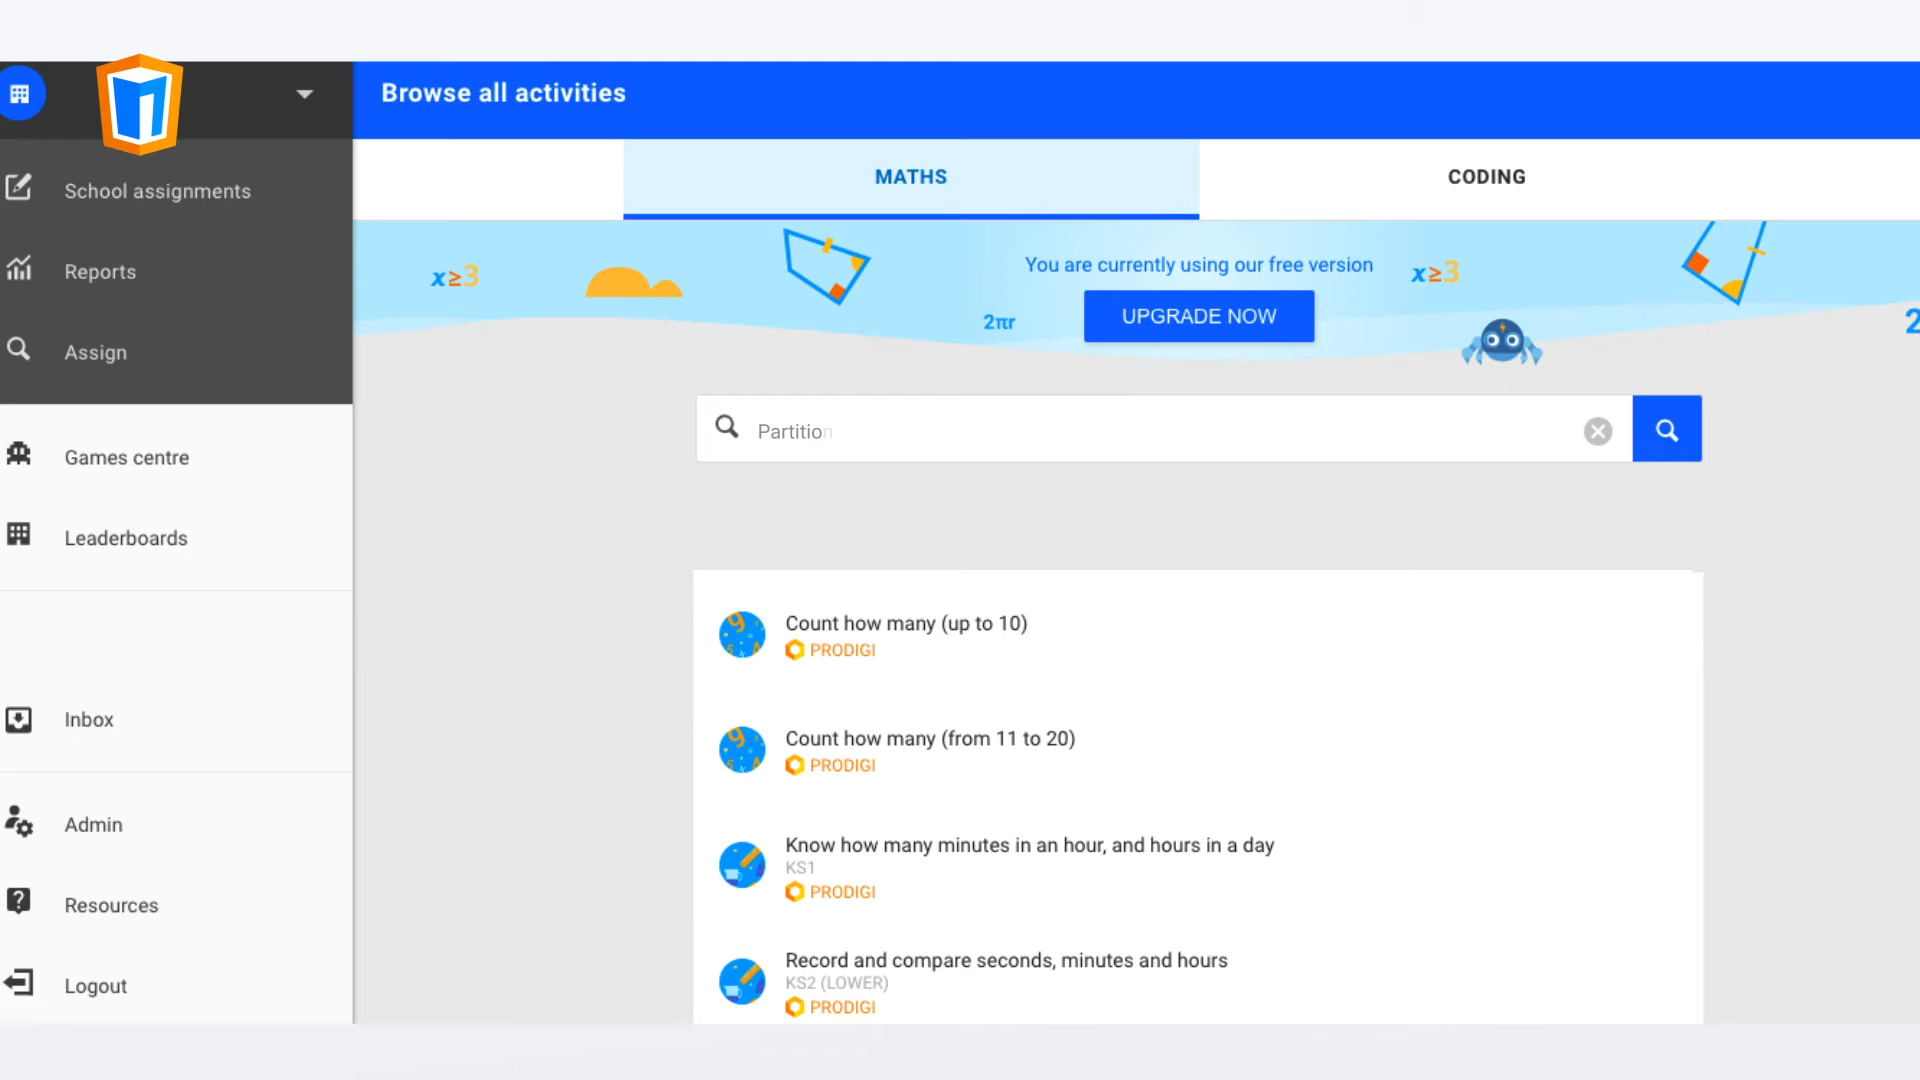 Browse all activities
MATHS
CODING
School assignments
Reports
Assign
Games centre
Leaderboards
Inbox
Admin
Resources
Logout
x≥3
2πr
You are currently using our free version
UPGRADE NOW
x≥3
2
Partition
Count how many (up to 10)
PRODIGI
Count how many (from 11 to 20)
PRODIGI
Know how many minutes in an hour, and hours in a day
KS1
PRODIGI
Record and compare seconds, minutes and hours
KS2 (LOWER)
PRODIGI